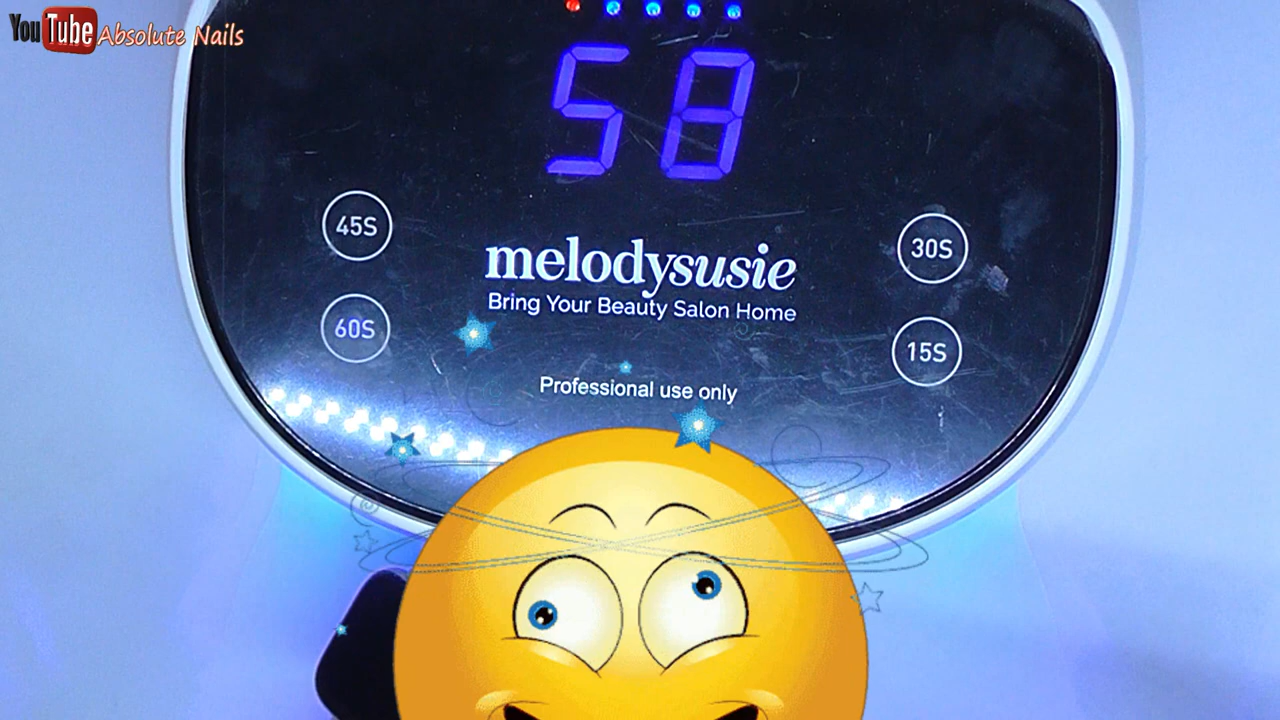 YouTube Absolute Nails
58
45S
30S
melodysusie
Bring Your Beauty Salon Home
60S
15S
Professional use only